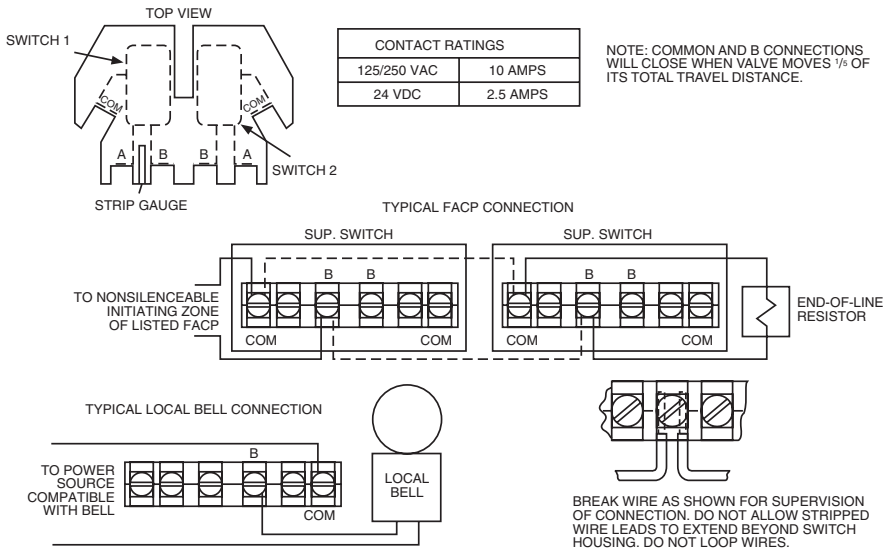 TOP VIEW
SWITCH 1
COM
COM
A B B A
SWITCH 2
STRIP GAUGE
CONTACT RATINGS
125/250 VAC 10 AMPS
24 VDC 2.5 AMPS
NOTE: COMMON AND B CONNECTIONS
WILL CLOSE WHEN VALVE MOVES 1/5 OF
ITS TOTAL TRAVEL DISTANCE.
TYPICAL FACP CONNECTION
SUP. SWITCH
SUP. SWITCH
B B
B B
TO NONSILENCEABLE
INITIATING ZONE
OF LISTED FACP
COM COM
COM COM
END-OF-LINE
RESISTOR
TYPICAL LOCAL BELL CONNECTION
B
TO POWER
SOURCE
COMPATIBLE
WITH BELL
COM
LOCAL
BELL
BREAK WIRE AS SHOWN FOR SUPERVISION
OF CONNECTION. DO NOT ALLOW STRIPPED
WIRE LEADS TO EXTEND BEYOND SWITCH
HOUSING. DO NOT LOOP WIRES.